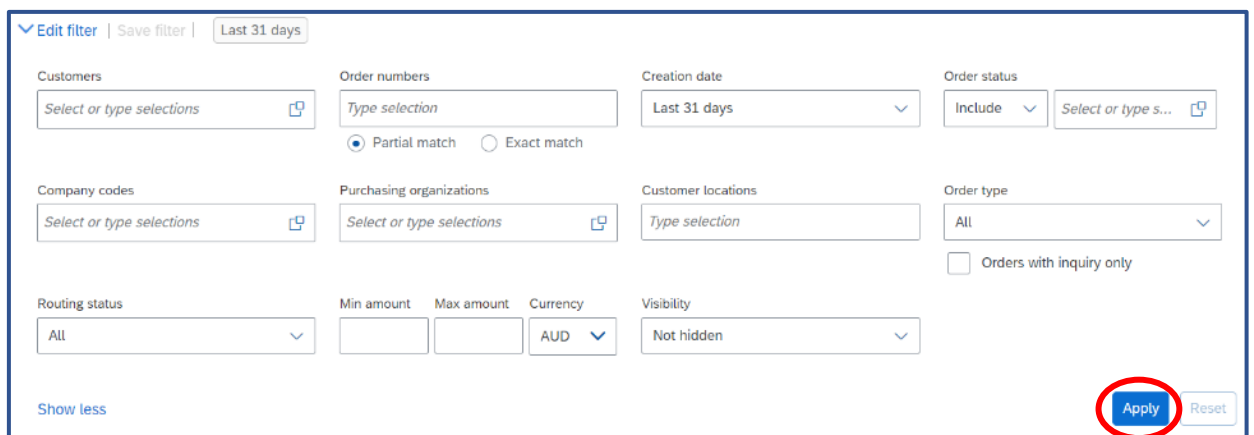 Edit filter | Save filter | Last 31 days
Customers Order numbers Creation date Order status
Select or type selections Type selection Last 31 days Include Select or type s...
Partial match Exact match
Company codes Purchasing organizations Customer locations Order type
Select or type selections Select or type selections Type selection All
Orders with inquiry only
Routing status Min amount Max amount Currency Visibility
All AUD Not hidden
Show less Apply Reset